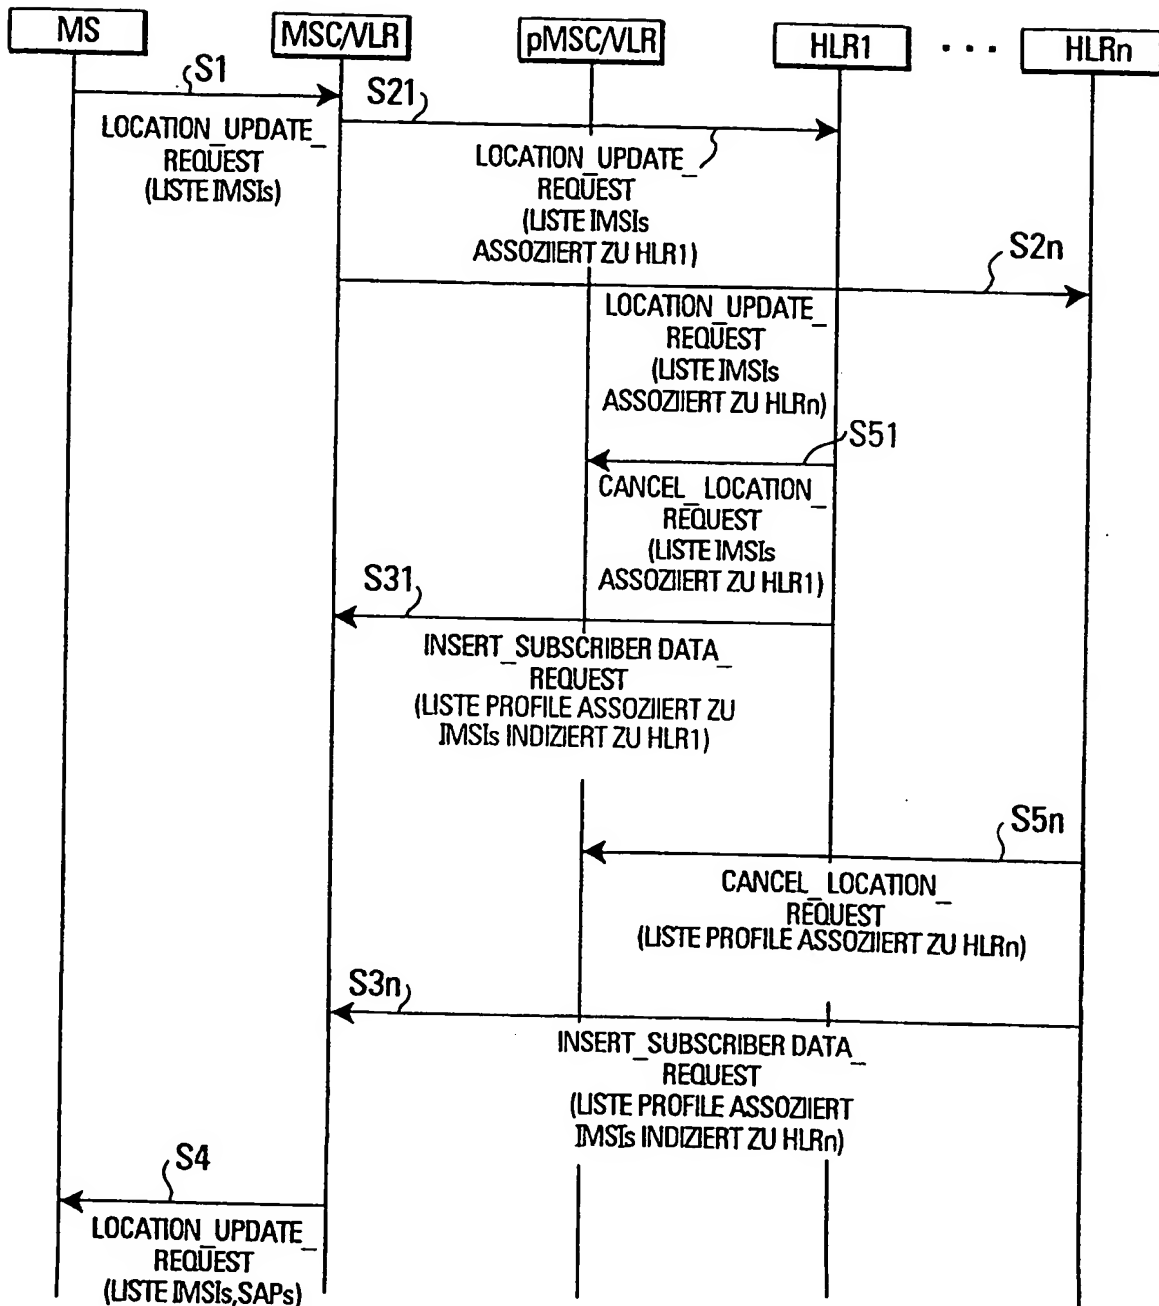 MS
MSC/VLR
pMSC/VLR
HLR1
...
HLRn
S1
LOCATION_UPDATE_
REQUEST
(LISTE IMSIs)
S21
LOCATION_UPDATE_
REQUEST
(LISTE IMSIs
ASSOZIIERT ZU HLR1)
S2n
LOCATION_UPDATE_
REQUEST
(LISTE IMSIs
ASSOZIIERT ZU HLRn)
S51
CANCEL_LOCATION_
REQUEST
(LISTE IMSIs
ASSOZIIERT ZU HLR1)
S31
INSERT_SUBSCRIBER DATA_
REQUEST
(LISTE PROFILE ASSOZIIERT ZU
IMSIs INDIZIERT ZU HLR1)
S5n
CANCEL_LOCATION_
REQUEST
(LISTE PROFILE ASSOZIIERT ZU HLRn)
S3n
INSERT_SUBSCRIBER DATA_
REQUEST
(LISTE PROFILE ASSOZIIERT
IMSIs INDIZIERT ZU HLRn)
S4
LOCATION_UPDATE_
REQUEST
(LISTE IMSIs,SAPs)